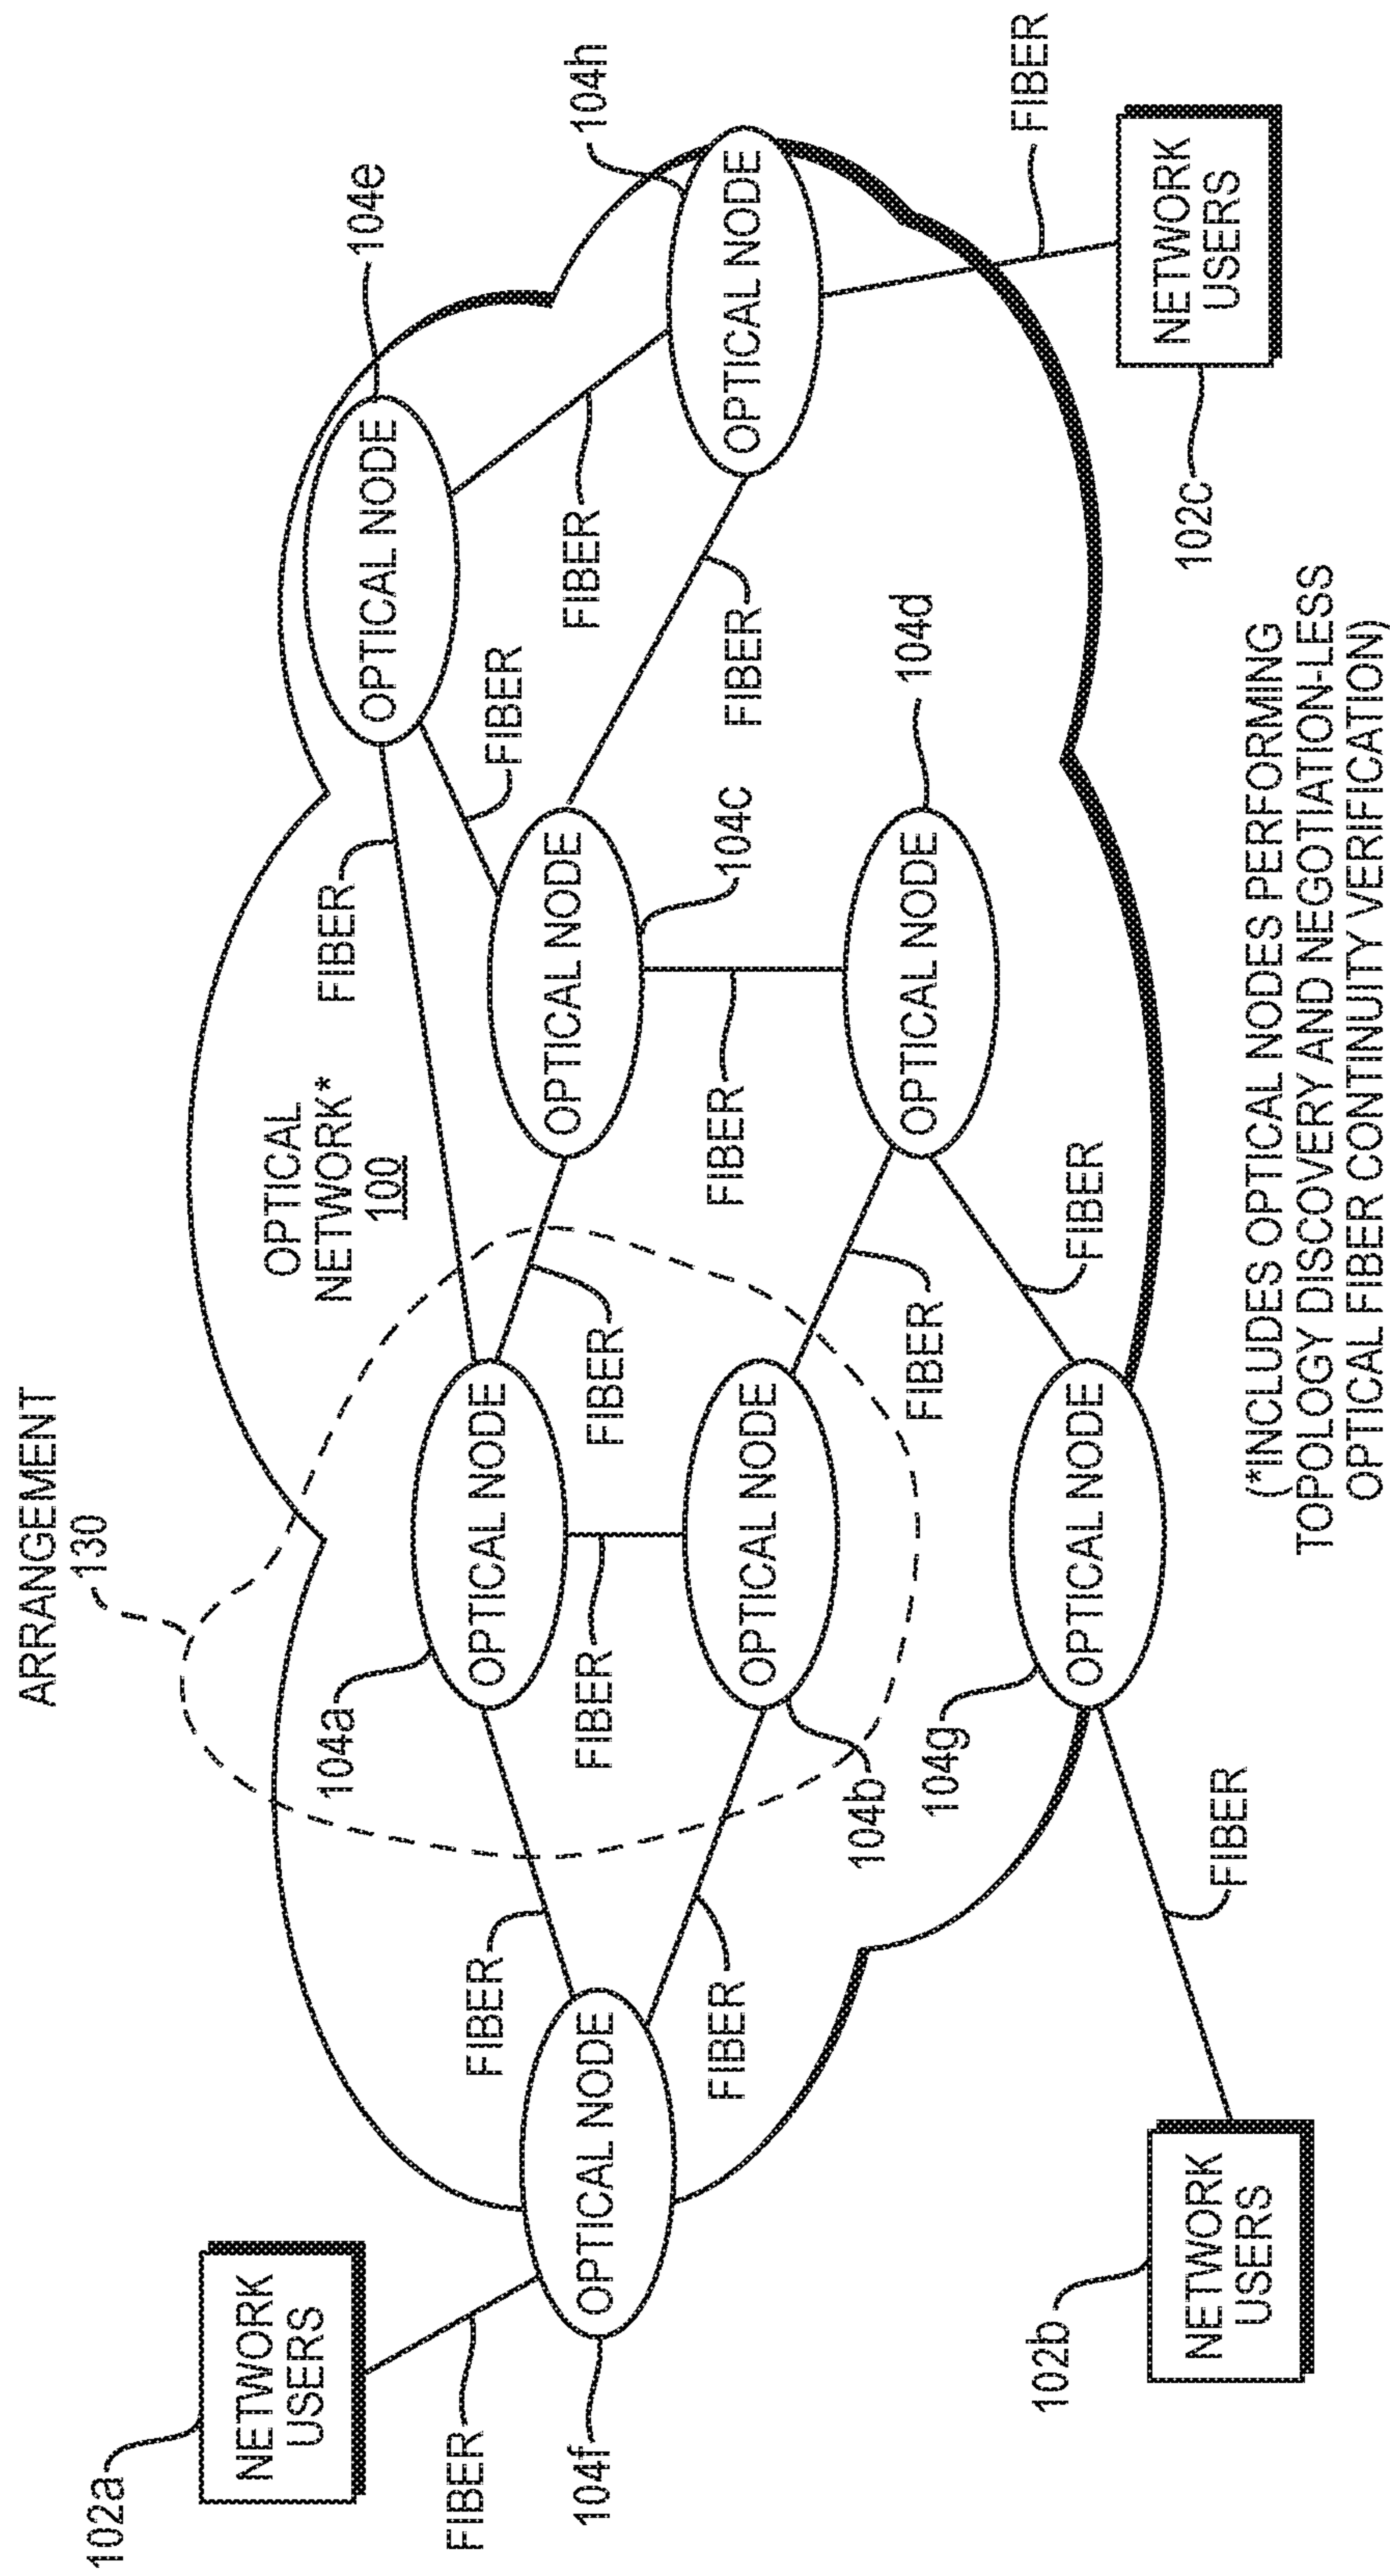 ARRANGEMENT
130
OPTICAL
NETWORK*
100
102a
NETWORK
USERS
FIBER
104f
OPTICAL NODE
FIBER
FIBER
104a
OPTICAL NODE
FIBER
OPTICAL NODE
104b
FIBER
FIBER
FIBER
OPTICAL NODE
104c
FIBER
104e
OPTICAL NODE
FIBER
FIBER
104h
OPTICAL NODE
FIBER
OPTICAL NODE
104d
FIBER
FIBER
104g
OPTICAL NODE
FIBER
102b
NETWORK
USERS
FIBER
NETWORK
USERS
102c
(*INCLUDES OPTICAL NODES PERFORMING
TOPOLOGY DISCOVERY AND NEGOTIATION-LESS
OPTICAL FIBER CONTINUITY VERIFICATION)